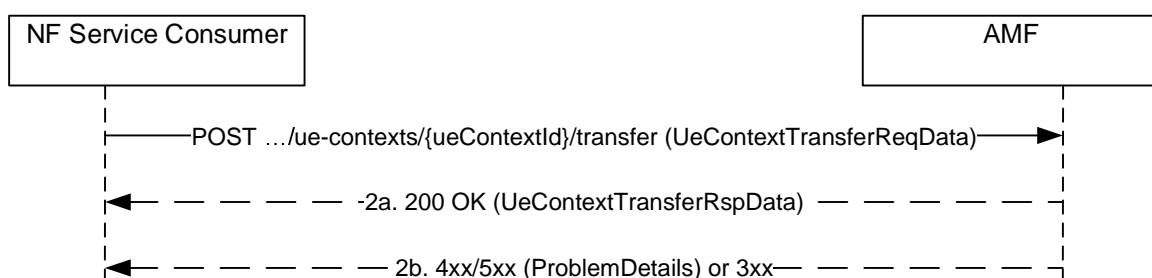 NF Service Consumer
AMF
POST …/ue-contexts/{ueContextId}/transfer (UeContextTransferReqData)
2a. 200 OK (UeContextTransferRspData)
2b. 4xx/5xx (ProblemDetails) or 3xx